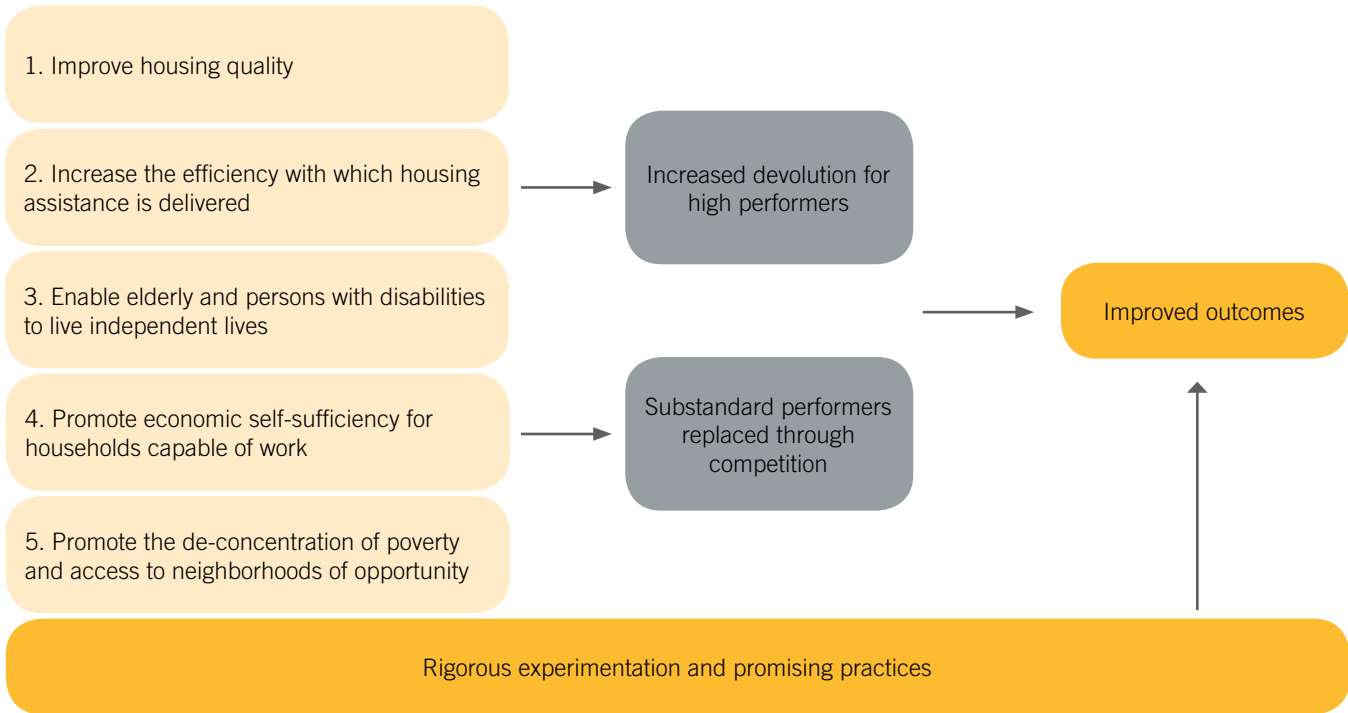 1. Improve housing quality
2. Increase the efficiency with which housing
assistance is delivered
3. Enable elderly and persons with disabilities
to live independent lives
4. Promote economic self-sufficiency for
households capable of work
5. Promote the de-concentration of poverty
and access to neighborhoods of opportunity
Increased devolution for
high performers
Substandard performers
replaced through
competition
Improved outcomes
Rigorous experimentation and promising practices